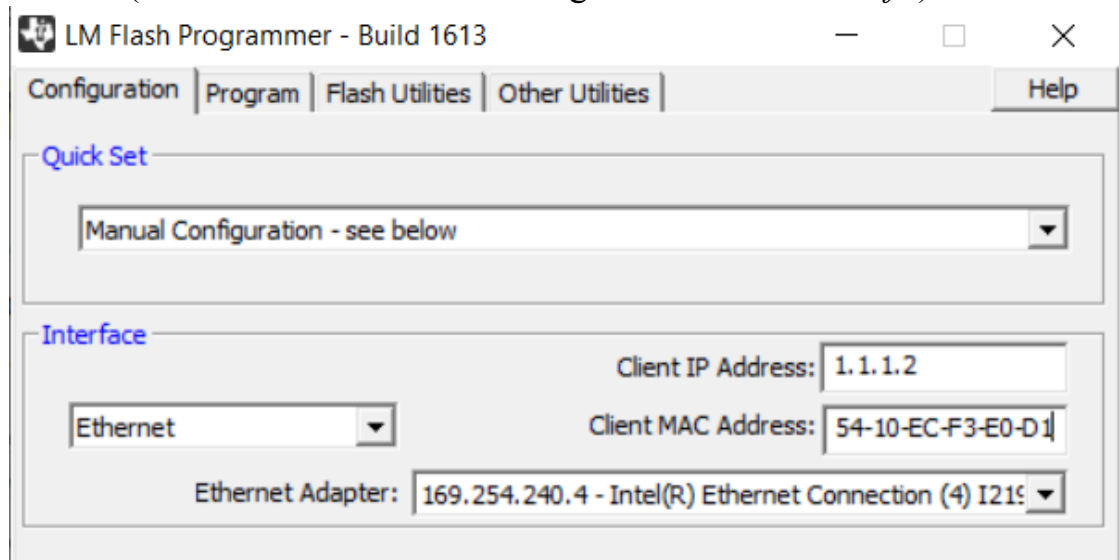 LM Flash Programmer - Build 1613
Configuration Program Flash Utilities Other Utilities Help
Quick Set
Manual Configuration - see below
Interface
Client IP Address: 1.1.1.2
Ethernet Client MAC Address: 54-10-EC-F3-E0-D1
Ethernet Adapter: 169.254.240.4 - Intel(R) Ethernet Connection (4) I219